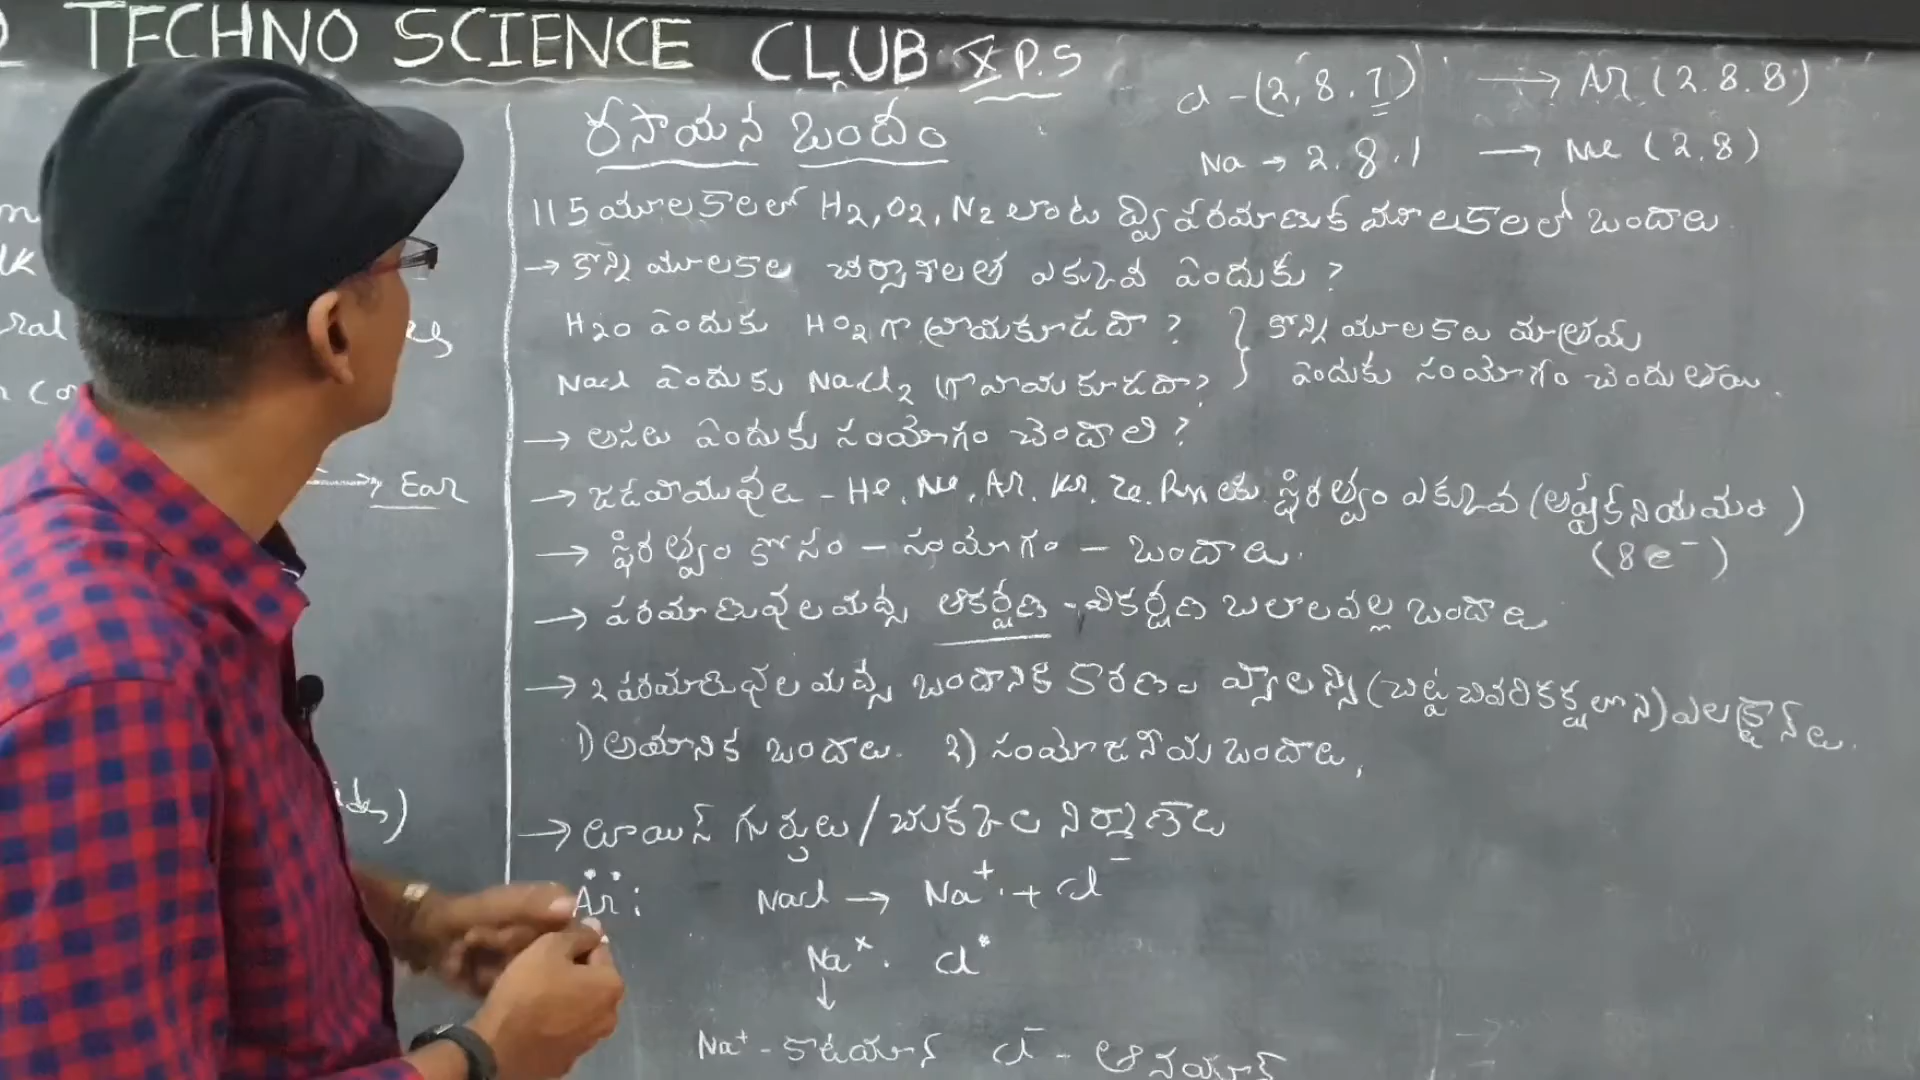 TECHNO SCIENCE CLUB X P.S
Cl - (2, 8. 7) → Ar (2.8.8)
Na → 2.8.1 → Ne (2,8)
రసాయన బందం
115 మూలకాలలో H2, O2, N2 లాంటి ద్విపరమాణుక మూలకాలలో బందాలు
→ కొన్ని మూలకాల చర్యాశీలత ఎక్కువ ఎందుకు ?
H2O ఎందుకు HO2 గా వ్రాయకూడదా ?
NaCl ఎందుకు NaCl2 గా వ్రాయకూడదా ?
} కొన్ని మూలకాలు మాత్రమే
ఎందుకు సంయోగం చెందుతాయి.
→ అసలు ఎందుకు సంయోగం చెందాలి ?
→ జడవాయువులు - He, Ne, Ar, Kr, Xe, Rn లకు స్థిరత్వం ఎక్కువ (అష్టకనియమం)
(8e⁻)
→ స్థిరత్వం కోసం - సంయోగం - బందాలు.
→ పరమాణువుల మధ్య ఆకర్షణ - వికర్షణ బలాలవల్ల బందాలు
→ 2 పరమాణువుల మధ్య బందానికి కారణం వ్యాలన్సీ (చిట్ట చివరి కక్ష్యలోని) ఎలక్ట్రాన్లు.
1) అయానిక బందాలు. 2) సంయోజనీయ బందాలు,
→ లూయిస్ గుర్తులు / చుక్కల నిర్మాణాలు
Ar:
NaCl → Na⁺ + Cl⁻
Na× . Cl
↓
Na⁺ - కాటయాన్ Cl⁻ - ఆనయాన్
→ Ear